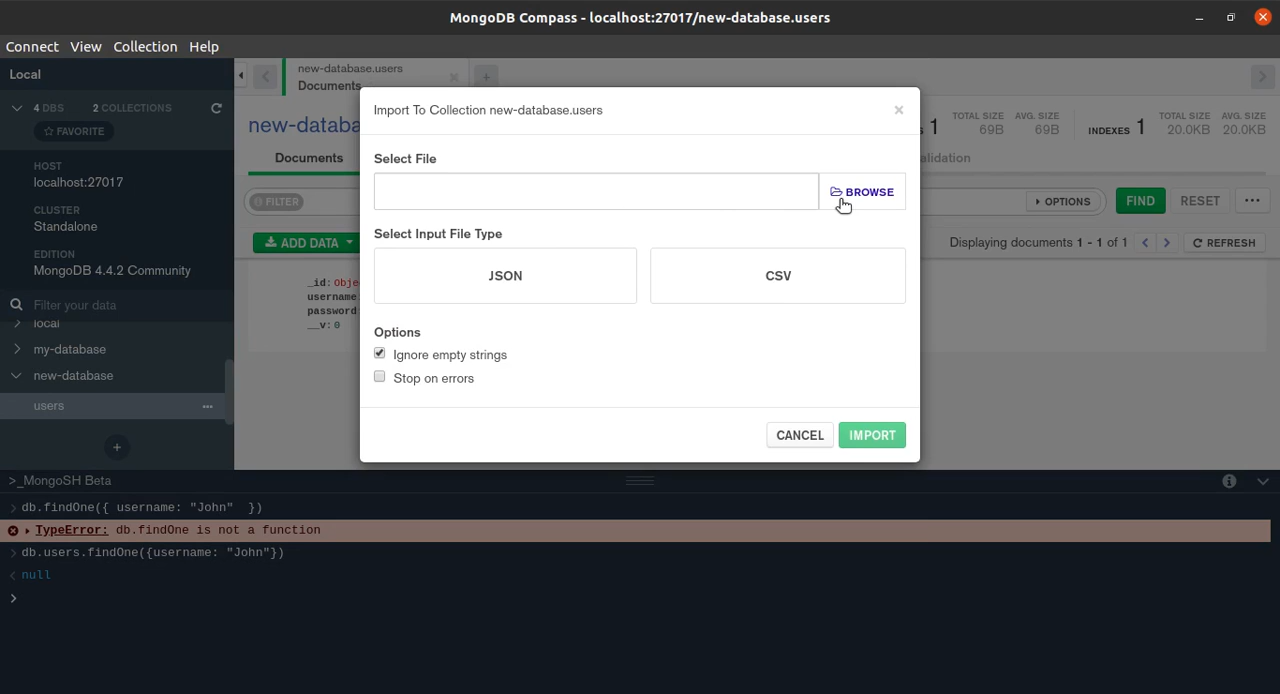 MongoDB Compass - localhost:27017/new-database.users
Connect View Collection Help
Local
4 DBS 2 COLLECTIONS
FAVORITE
HOST
localhost:27017
CLUSTER
Standalone
EDITION
MongoDB 4.4.2 Community
Filter your data
local
my-database
new-database
users
new-database.users
Documents
new-databa
1 TOTAL SIZE 69B AVG. SIZE 69B INDEXES 1 TOTAL SIZE 20.0KB AVG. SIZE 20.0KB
Documents
alidation
FILTER
OPTIONS FIND RESET
ADD DATA
Displaying documents 1 - 1 of 1
REFRESH
_id: Obje
username
password
__v: 0
Import To Collection new-database.users
Select File
BROWSE
Select Input File Type
JSON CSV
Options
Ignore empty strings
Stop on errors
CANCEL IMPORT
>_MongoSH Beta
> db.findOne({ username: "John"  })
TypeError: db.findOne is not a function
> db.users.findOne({username: "John"})
< null
>